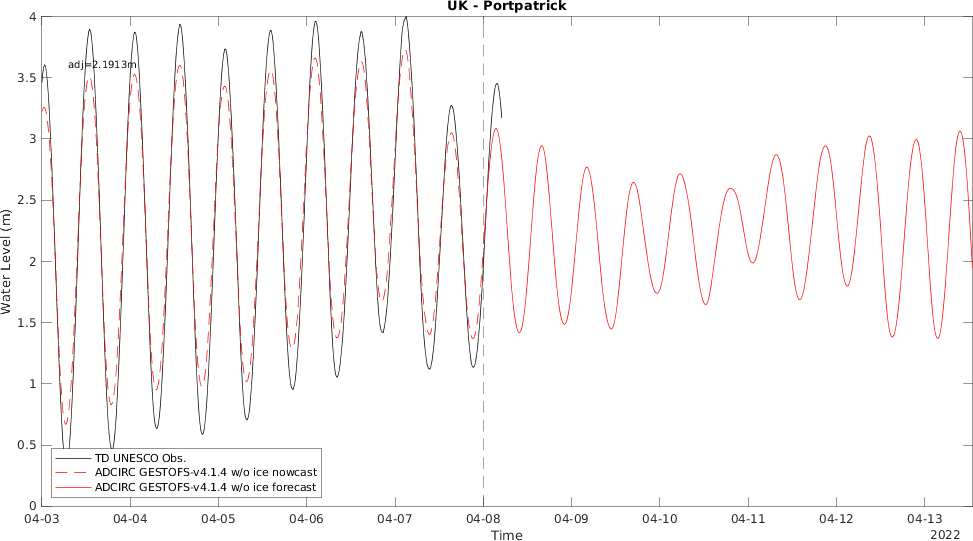 UK - Portpatrick
4
3.5
3
2.5
2
1.5
1
0.5
0
Water Level (m)
adj=2.1913m
TD UNESCO Obs.
ADCIRC GESTOFS-v4.1.4 w/o ice nowcast
ADCIRC GESTOFS-v4.1.4 w/o ice forecast
04-03 04-04 04-05 04-06 04-07 04-08 04-09 04-10 04-11 04-12 04-13
Time
2022